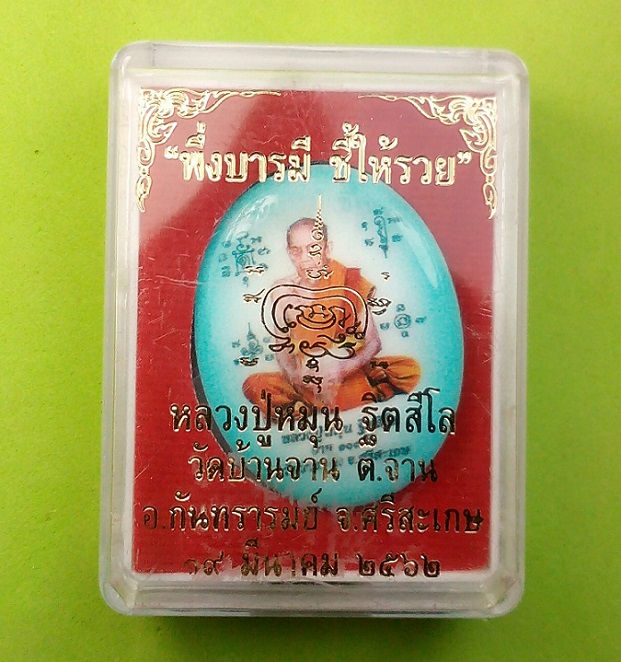 “พึ่งบารมี ชี้ให้รวย”
หลวงปู่หมุน ฐิตสีโล
วัดบ้านจาน ต.จาน
อ.กันทรารมย์ จ.ศรีสะเกษ
๑๙ มีนาคม ๒๕๖๒